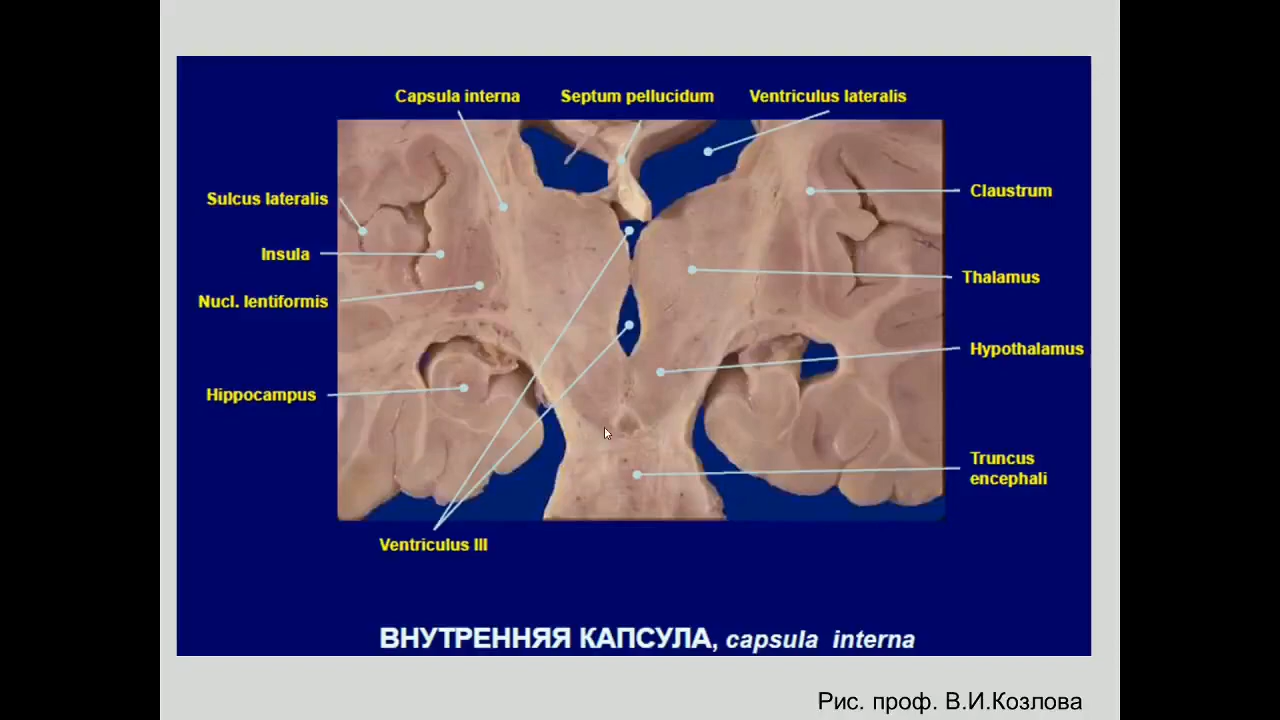 Capsula interna
Septum pellucidum
Ventriculus lateralis
Sulcus lateralis
Claustrum
Insula
Thalamus
Nucl. lentiformis
Hypothalamus
Hippocampus
Truncus
encephali
Ventriculus III
ВНУТРЕННЯЯ КАПСУЛА, capsula interna
Рис. проф. В.И.Козлова